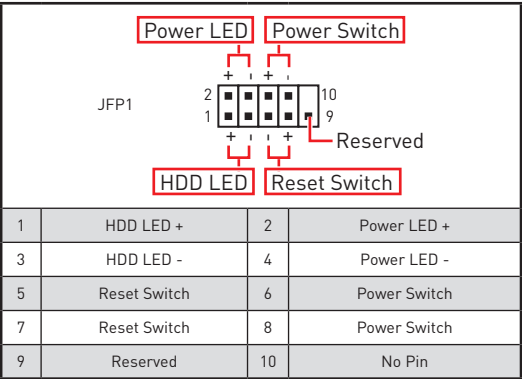 Power LED Power Switch
+ - + -
JFP1
2 10
1 9
+ - - +
Reserved
HDD LED Reset Switch
1 HDD LED + 2 Power LED +
3 HDD LED - 4 Power LED -
5 Reset Switch 6 Power Switch
7 Reset Switch 8 Power Switch
9 Reserved 10 No Pin